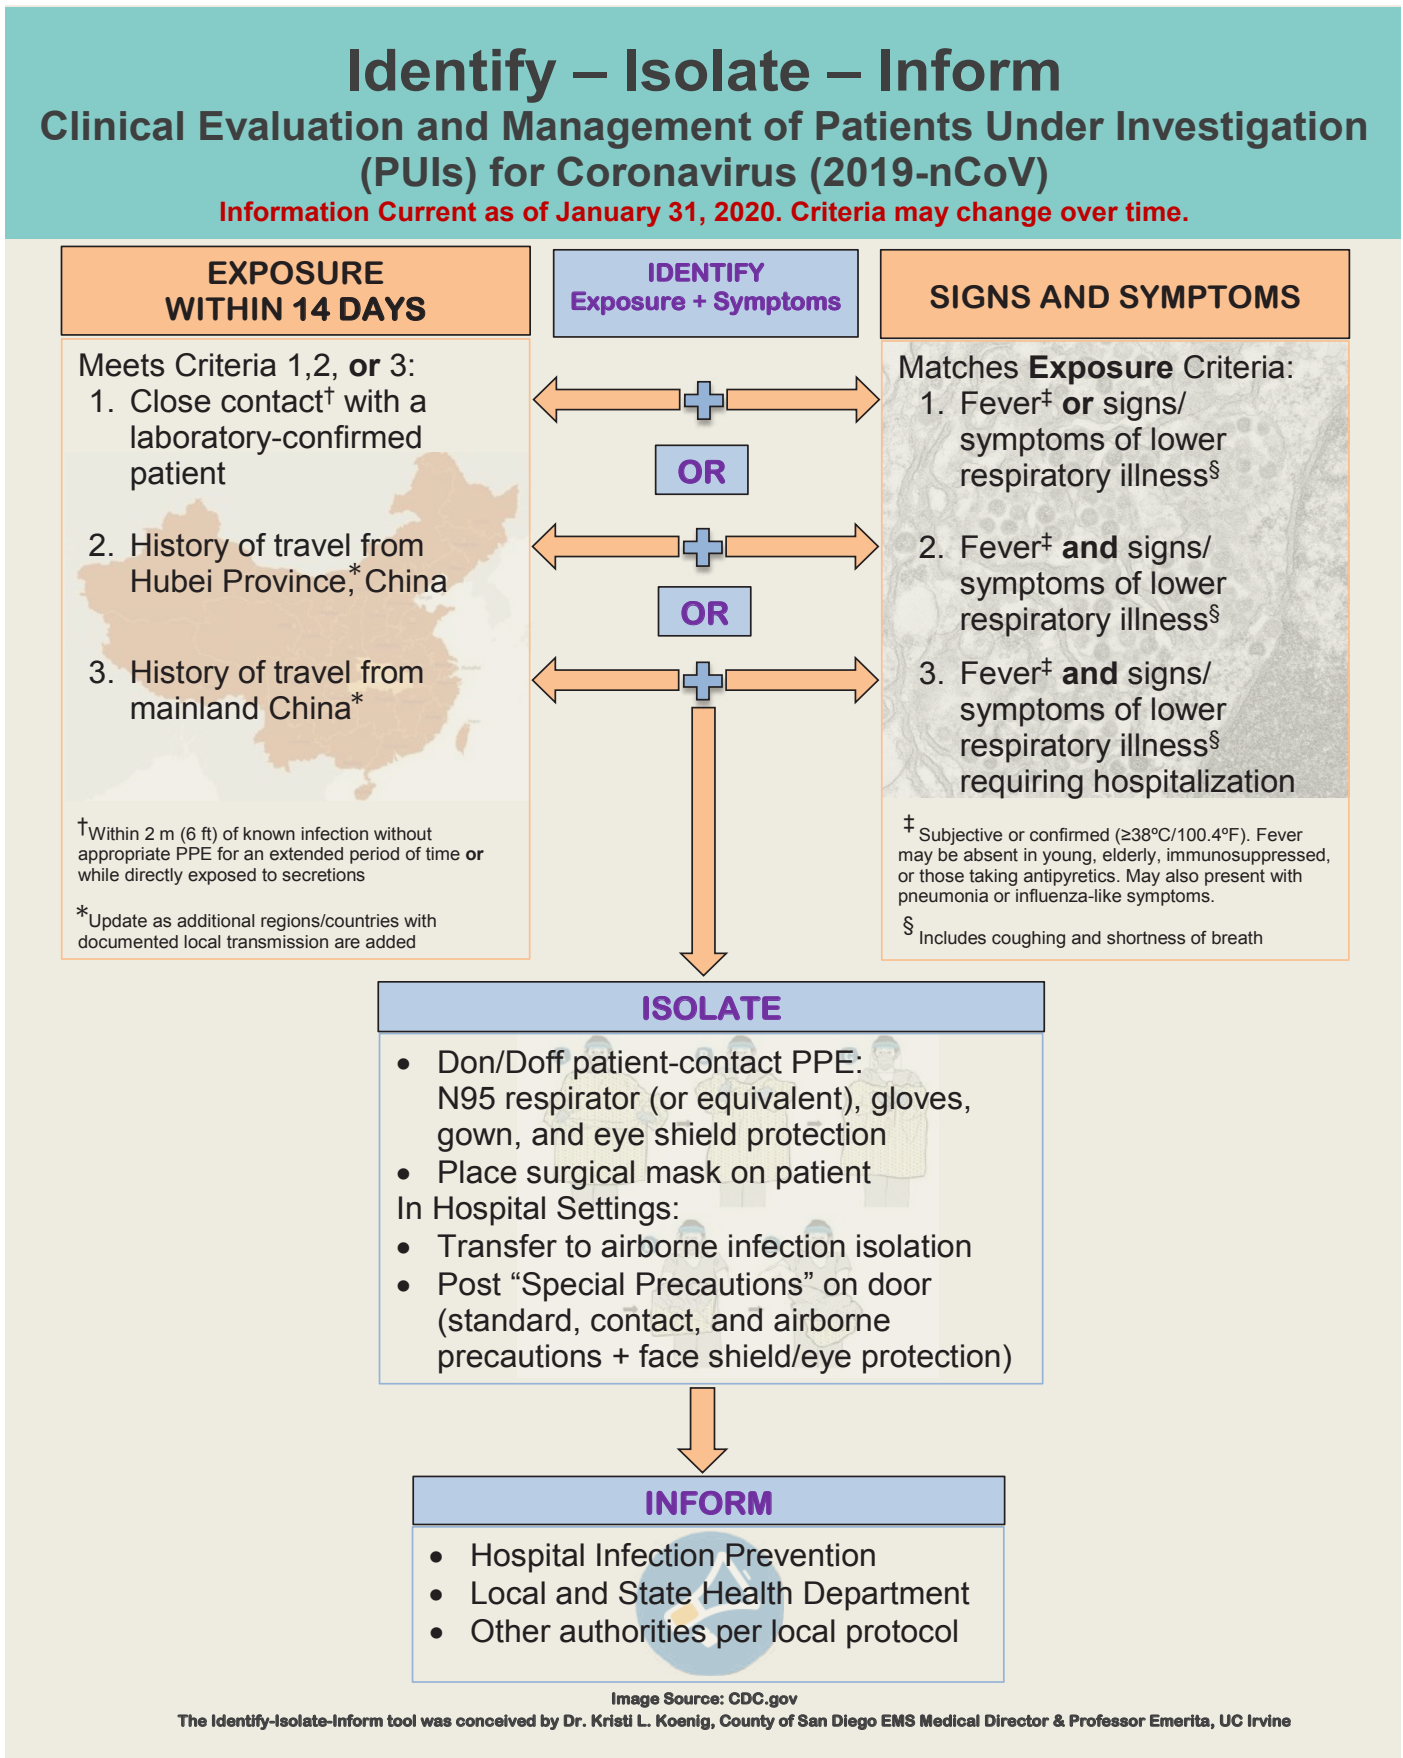 Identify – Isolate – Inform
Clinical Evaluation and Management of Patients Under Investigation
(PUIs) for Coronavirus (2019-nCoV)
Information Current as of January 31, 2020. Criteria may change over time.
EXPOSURE
WITHIN 14 DAYS
Meets Criteria 1,2, or 3:
1. Close contact† with a
laboratory-confirmed
patient
2. History of travel from
Hubei Province,* China
3. History of travel from
mainland China*
†Within 2 m (6 ft) of known infection without
appropriate PPE for an extended period of time or
while directly exposed to secretions
*Update as additional regions/countries with
documented local transmission are added
IDENTIFY
Exposure + Symptoms
OR
OR
SIGNS AND SYMPTOMS
Matches Exposure Criteria:
1. Fever‡ or signs/
symptoms of lower
respiratory illness§
2. Fever‡ and signs/
symptoms of lower
respiratory illness§
3. Fever‡ and signs/
symptoms of lower
respiratory illness§
requiring hospitalization
‡ Subjective or confirmed (≥38ºC/100.4ºF). Fever
may be absent in young, elderly, immunosuppressed,
or those taking antipyretics. May also present with
pneumonia or influenza-like symptoms.
§ Includes coughing and shortness of breath
ISOLATE
• Don/Doff patient-contact PPE:
N95 respirator (or equivalent), gloves,
gown, and eye shield protection
• Place surgical mask on patient
In Hospital Settings:
• Transfer to airborne infection isolation
• Post “Special Precautions” on door
(standard, contact, and airborne
precautions + face shield/eye protection)
INFORM
• Hospital Infection Prevention
• Local and State Health Department
• Other authorities per local protocol
Image Source: CDC.gov
The Identify-Isolate-Inform tool was conceived by Dr. Kristi L. Koenig, County of San Diego EMS Medical Director & Professor Emerita, UC Irvine